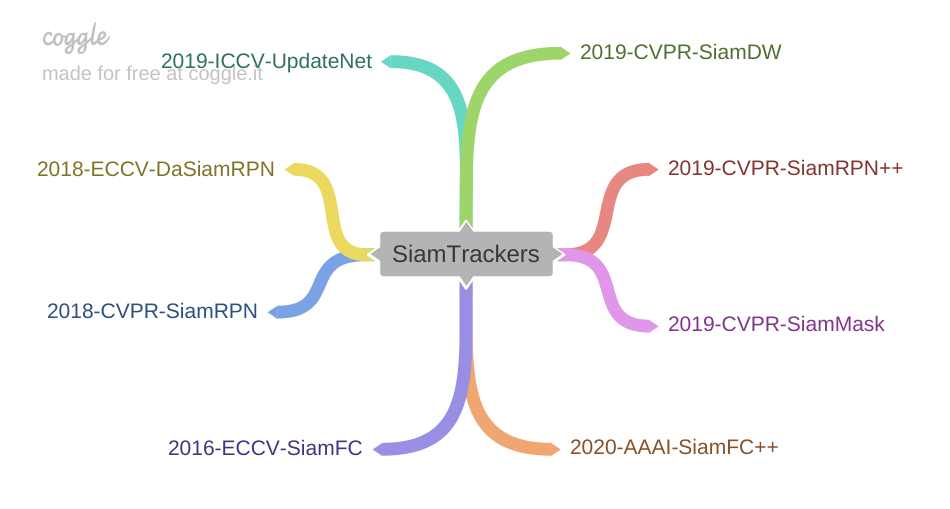 coggle
made for free at coggle.it
2019-ICCV-UpdateNet
2019-CVPR-SiamDW
2018-ECCV-DaSiamRPN
2019-CVPR-SiamRPN++
SiamTrackers
2018-CVPR-SiamRPN
2019-CVPR-SiamMask
2016-ECCV-SiamFC
2020-AAAI-SiamFC++